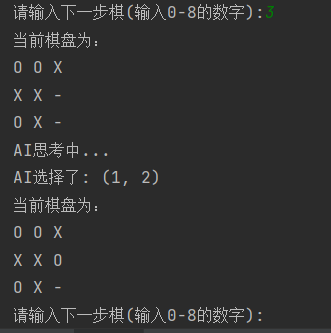 请输入下一步棋(输入0-8的数字):3
当前棋盘为:
O O X
X X -
O X -
AI思考中...
AI选择了: (1, 2)
当前棋盘为:
O O X
X X O
O X -
请输入下一步棋(输入0-8的数字):